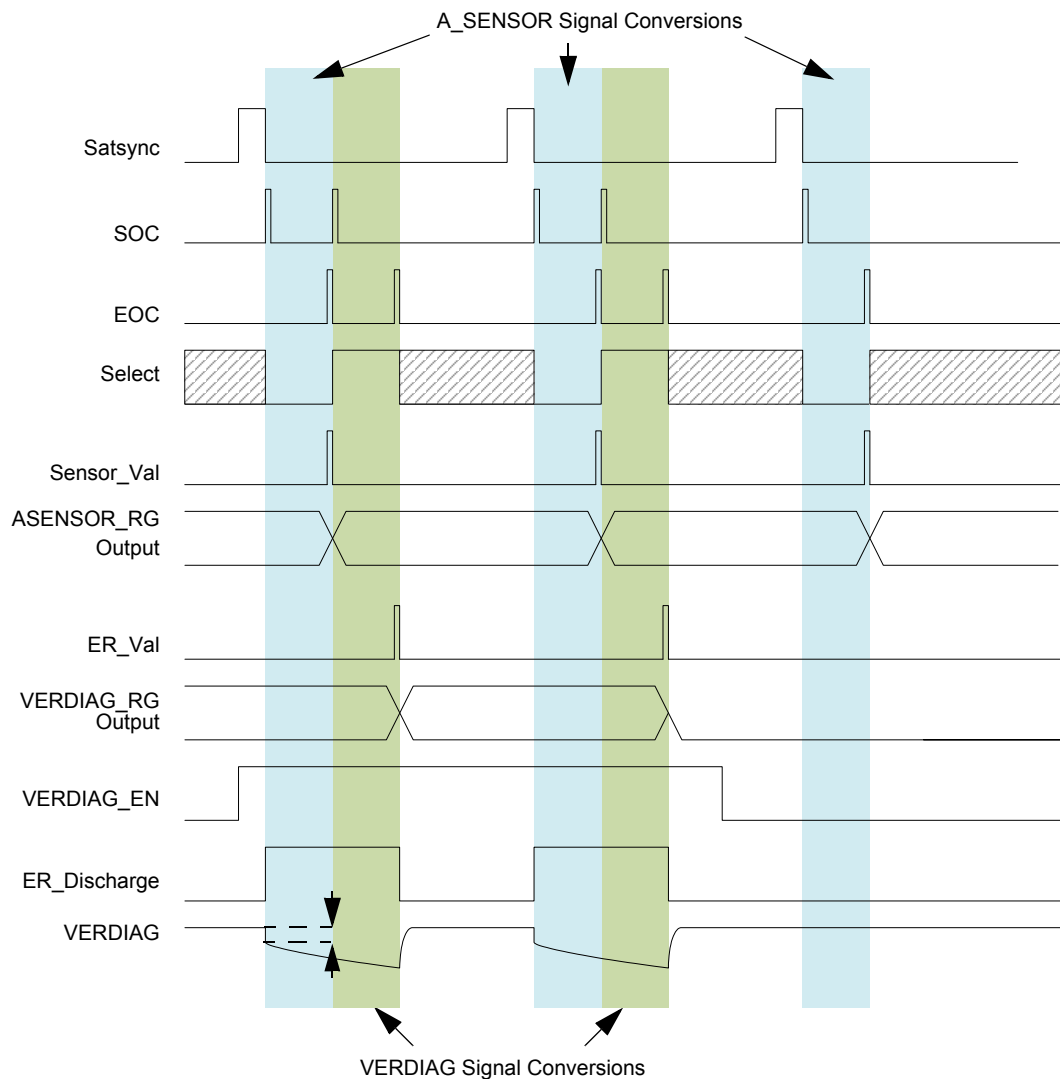 A_SENSOR Signal Conversions
Satsync
SOC
EOC
Select
Sensor_Val
ASENSOR_RG
Output
ER_Val
VERDIAG_RG
Output
VERDIAG_EN
ER_Discharge
VERDIAG
VERDIAG Signal Conversions